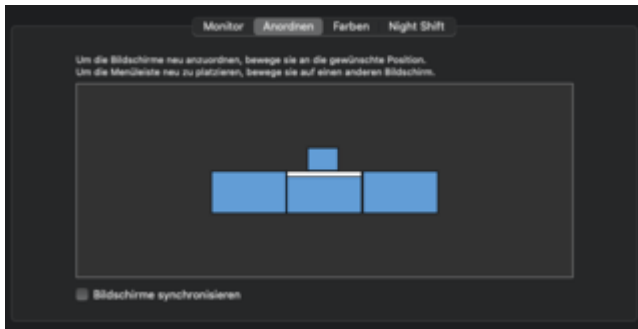 Monitor Anordnen Farben Night Shift
Um die Bildschirme neu anzuordnen, bewege sie an die gewünschte Position.
Um die Menüleiste neu zu platzieren, bewege sie auf einen anderen Bildschirm.
Bildschirme synchronisieren